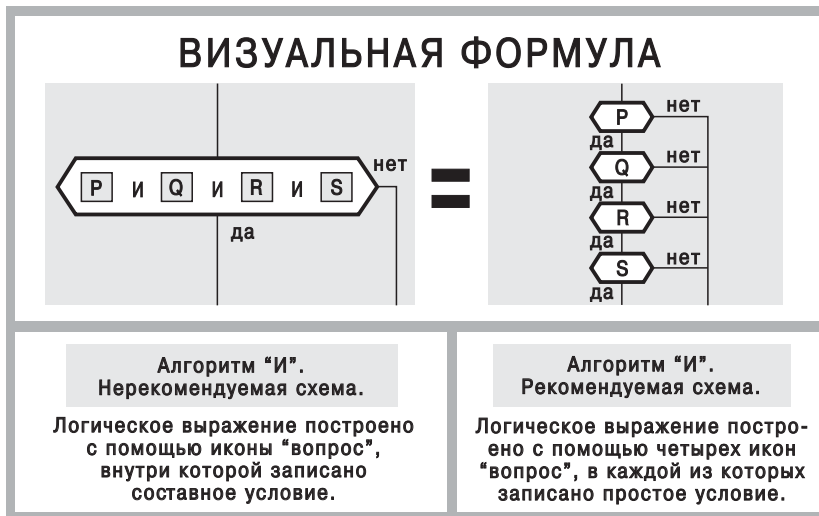 ВИЗУАЛЬНАЯ ФОРМУЛА
P и Q и R и S
нет
да
=
P
нет
да
Q
нет
да
R
нет
да
S
нет
да
Алгоритм “И”.
Нерекомендуемая схема.
Логическое выражение построено
с помощью иконы “вопрос”,
внутри которой записано
составное условие.
Алгоритм “И”.
Рекомендуемая схема.
Логическое выражение постро-
ено с помощью четырех икон
“вопрос”, в каждой из которых
записано простое условие.